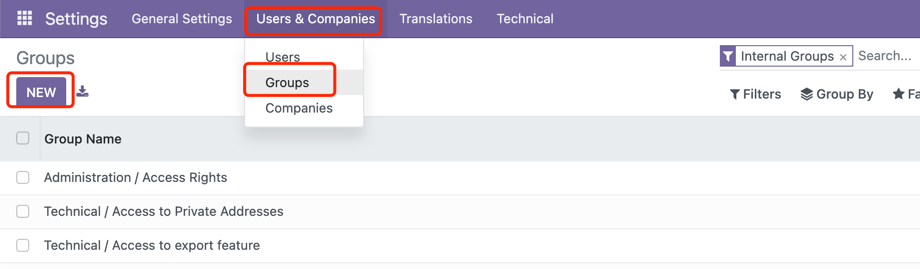 Settings General Settings Users & Companies Translations Technical
Users
Groups
Companies
Groups
NEW
Internal Groups × Search...
Filters Group By Fa
Group Name
Administration / Access Rights
Technical / Access to Private Addresses
Technical / Access to export feature